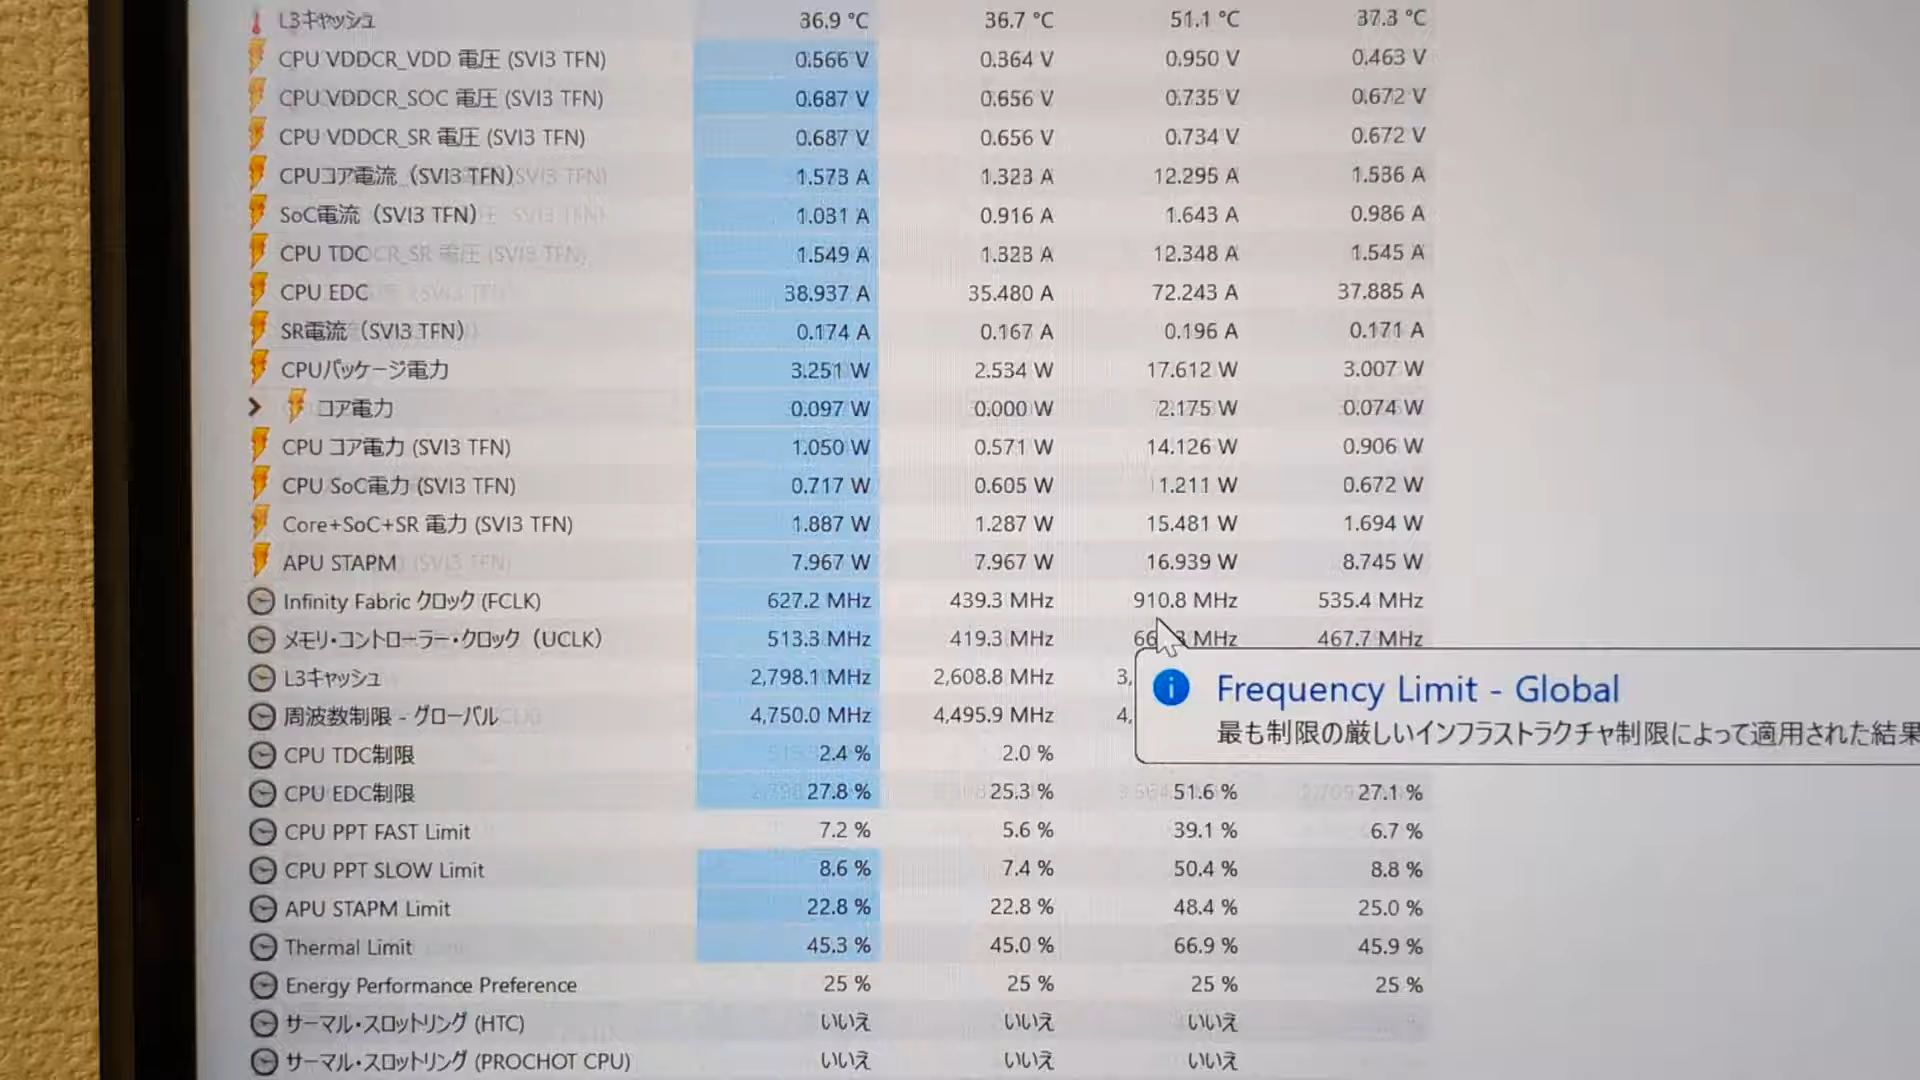 L3キャッシュ 36.9 °C 36.7 °C 51.1 °C 37.3 °C
CPU VDDCR_VDD 電圧 (SVI3 TFN) 0.566 V 0.364 V 0.950 V 0.463 V
CPU VDDCR_SOC 電圧 (SVI3 TFN) 0.687 V 0.656 V 0.735 V 0.672 V
CPU VDDCR_SR 電圧 (SVI3 TFN) 0.687 V 0.656 V 0.734 V 0.672 V
CPUコア電流（SVI3 TFN） 1.573 A 1.323 A 12.295 A 1.536 A
SoC電流（SVI3 TFN） 1.031 A 0.916 A 1.643 A 0.986 A
CPU TDC 1.549 A 1.323 A 12.348 A 1.545 A
CPU EDC 38.937 A 35.480 A 72.243 A 37.885 A
SR電流（SVI3 TFN） 0.174 A 0.167 A 0.196 A 0.171 A
CPUパッケージ電力 3.251 W 2.534 W 17.612 W 3.007 W
コア電力 0.097 W 0.000 W 2.175 W 0.074 W
CPU コア電力 (SVI3 TFN) 1.050 W 0.571 W 14.126 W 0.906 W
CPU SoC電力 (SVI3 TFN) 0.717 W 0.605 W 1.211 W 0.672 W
Core+SoC+SR 電力 (SVI3 TFN) 1.887 W 1.287 W 15.481 W 1.694 W
APU STAPM 7.967 W 7.967 W 16.939 W 8.745 W
Infinity Fabric クロック (FCLK) 627.2 MHz 439.3 MHz 910.8 MHz 535.4 MHz
メモリ・コントローラー・クロック（UCLK） 513.3 MHz 419.3 MHz MHz 467.7 MHz
L3キャッシュ 2,798.1 MHz 2,608.8 MHz 3,
周波数制限 - グローバル 4,750.0 MHz 4,495.9 MHz 4,
Frequency Limit - Global
最も制限の厳しいインフラストラクチャ制限によって適用された結果
CPU TDC制限 2.4 % 2.0 %
CPU EDC制限 27.8 % 25.3 % 51.6 % 27.1 %
CPU PPT FAST Limit 7.2 % 5.6 % 39.1 % 6.7 %
CPU PPT SLOW Limit 8.6 % 7.4 % 50.4 % 8.8 %
APU STAPM Limit 22.8 % 22.8 % 48.4 % 25.0 %
Thermal Limit 45.3 % 45.0 % 66.9 % 45.9 %
Energy Performance Preference 25 % 25 % 25 % 25 %
サーマル・スロットリング (HTC) いいえ いいえ いいえ
サーマル・スロットリング (PROCHOT CPU) いいえ いいえ いいえ